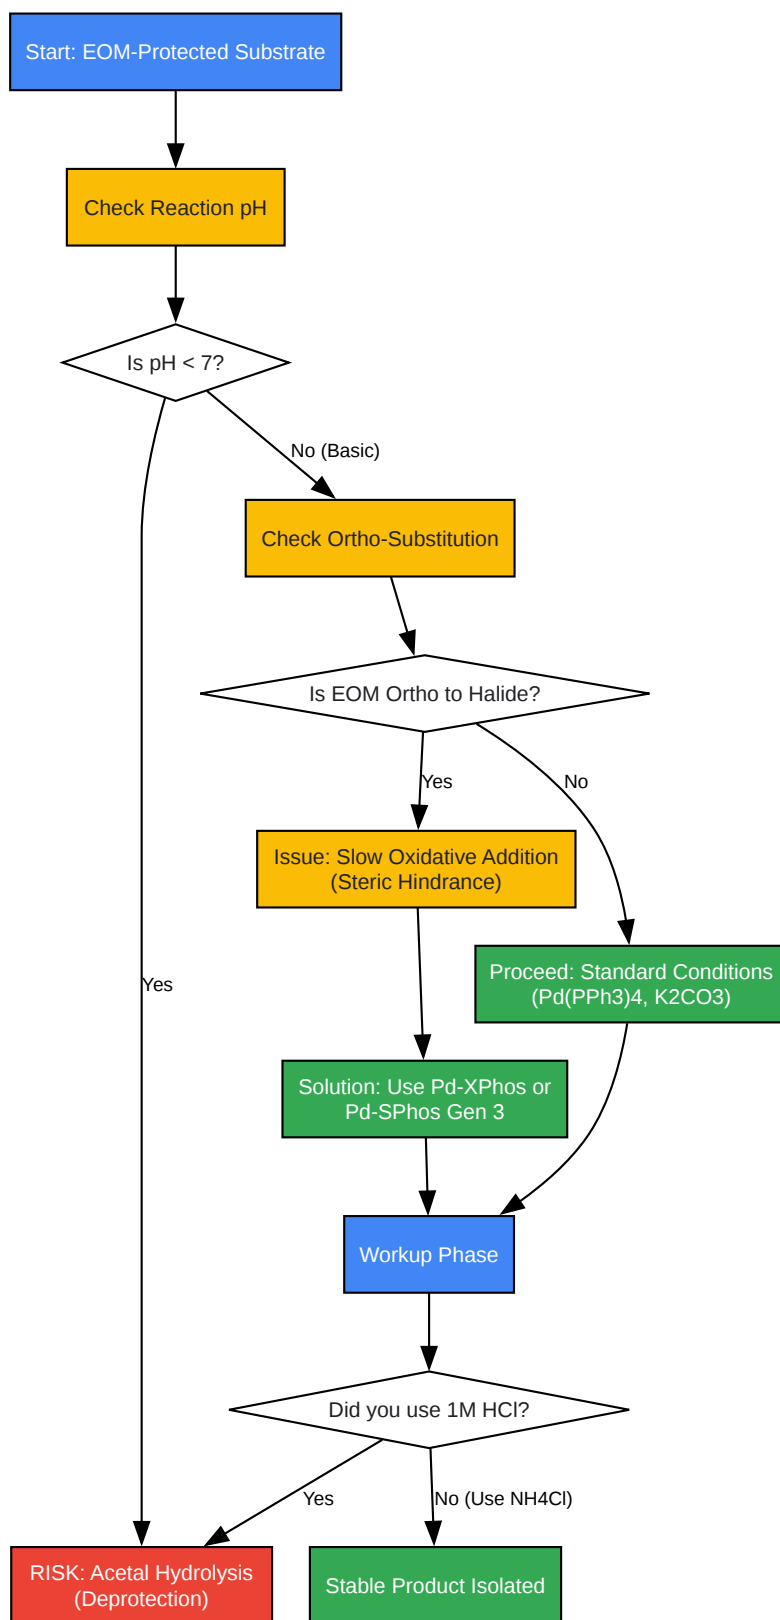 Start: EOM-Protected Substrate
Check Reaction pH
Is pH < 7?
No (Basic)
Check Ortho-Substitution
Is EOM Ortho to Halide?
Yes
No
Issue: Slow Oxidative Addition
(Steric Hindrance)
Proceed: Standard Conditions
(Pd(PPh3)4, K2CO3)
Yes
Solution: Use Pd-XPhos or
Pd-SPhos Gen 3
Workup Phase
Did you use 1M HCl?
Yes
No (Use NH4Cl)
RISK: Acetal Hydrolysis
(Deprotection)
Stable Product Isolated